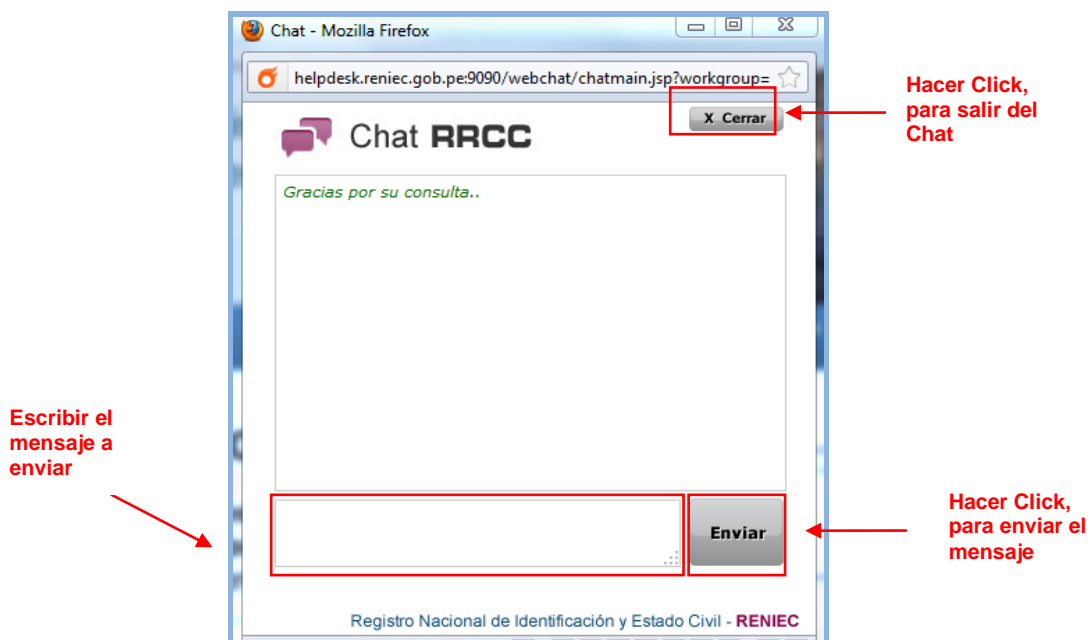 Chat - Mozilla Firefox
helpdesk.reniec.gob.pe:9090/webchat/chatmain.jsp?workgroup=
Hacer Click,
para salir del
Chat
X Cerrar
Chat RRCC
Gracias por su consulta..
Escribir el
mensaje a
enviar
Enviar
Hacer Click,
para enviar el
mensaje
Registro Nacional de Identificación y Estado Civil - RENIEC